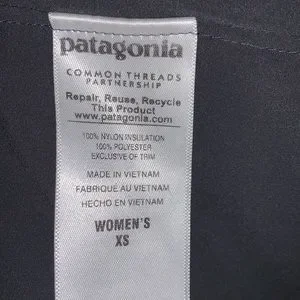 patagonia
COMMON THREADS
PARTNERSHIP
Repair, Reuse, Recycle
This Product
www.patagonia.com
100% NYLON INSULATION
100% POLYESTER
EXCLUSIVE OF TRIM
MADE IN VIETNAM
FABRIQUÉ AU VIETNAM
HECHO EN VIETNAM
WOMEN'S
XS